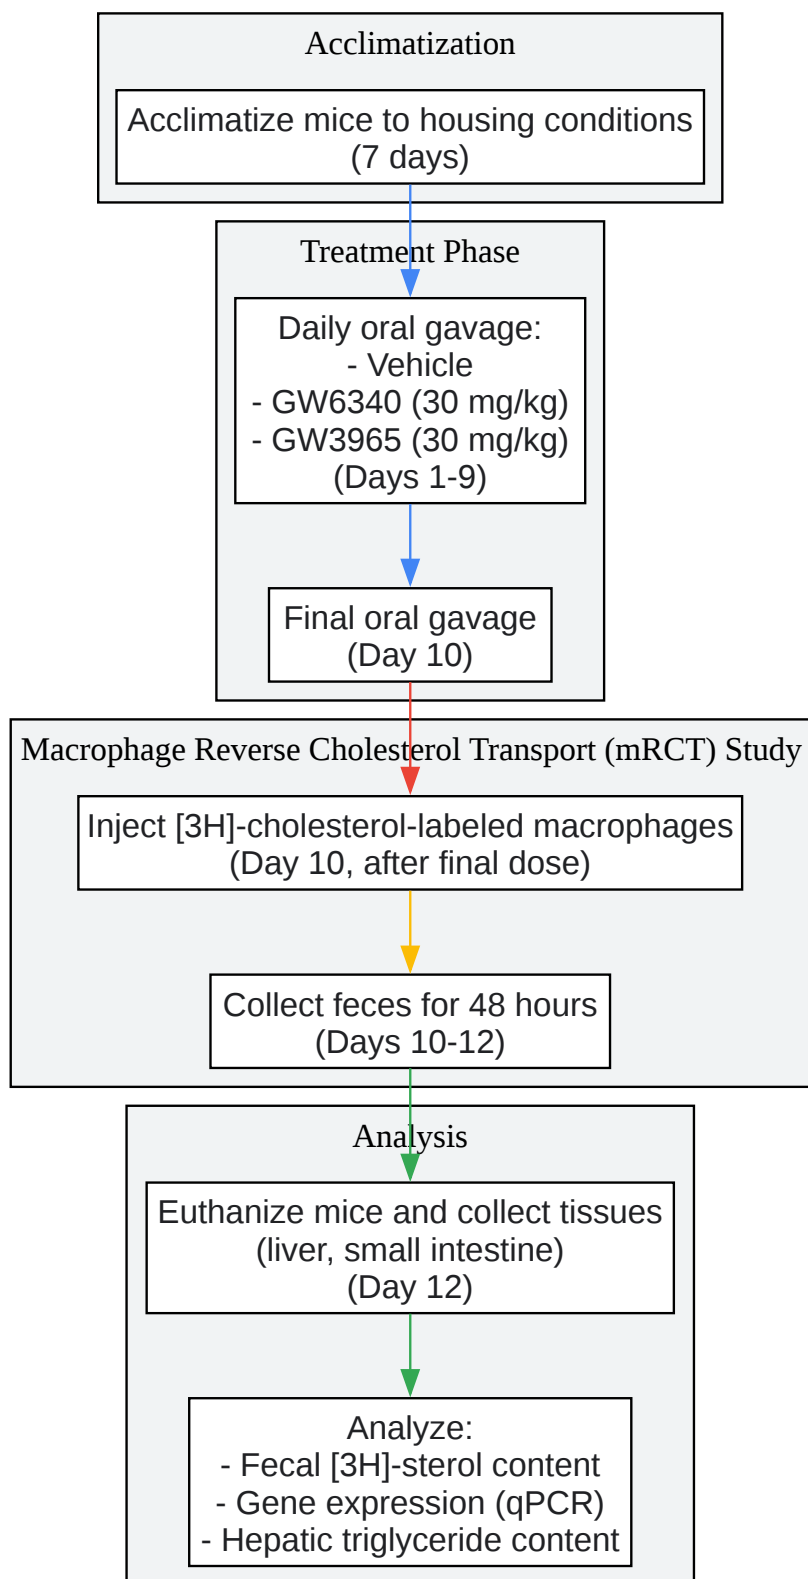 Acclimatization
Acclimatize mice to housing conditions
(7 days)
Treatment Phase
Daily oral gavage:
- Vehicle
- GW6340 (30 mg/kg)
- GW3965 (30 mg/kg)
(Days 1-9)
Final oral gavage
(Day 10)
Macrophage Reverse Cholesterol Transport (mRCT) Study
Inject [3H]-cholesterol-labeled macrophages
(Day 10, after final dose)
Collect feces for 48 hours
(Days 10-12)
Analysis
Euthanize mice and collect tissues
(liver, small intestine)
(Day 12)
Analyze:
- Fecal [3H]-sterol content
- Gene expression (qPCR)
- Hepatic triglyceride content